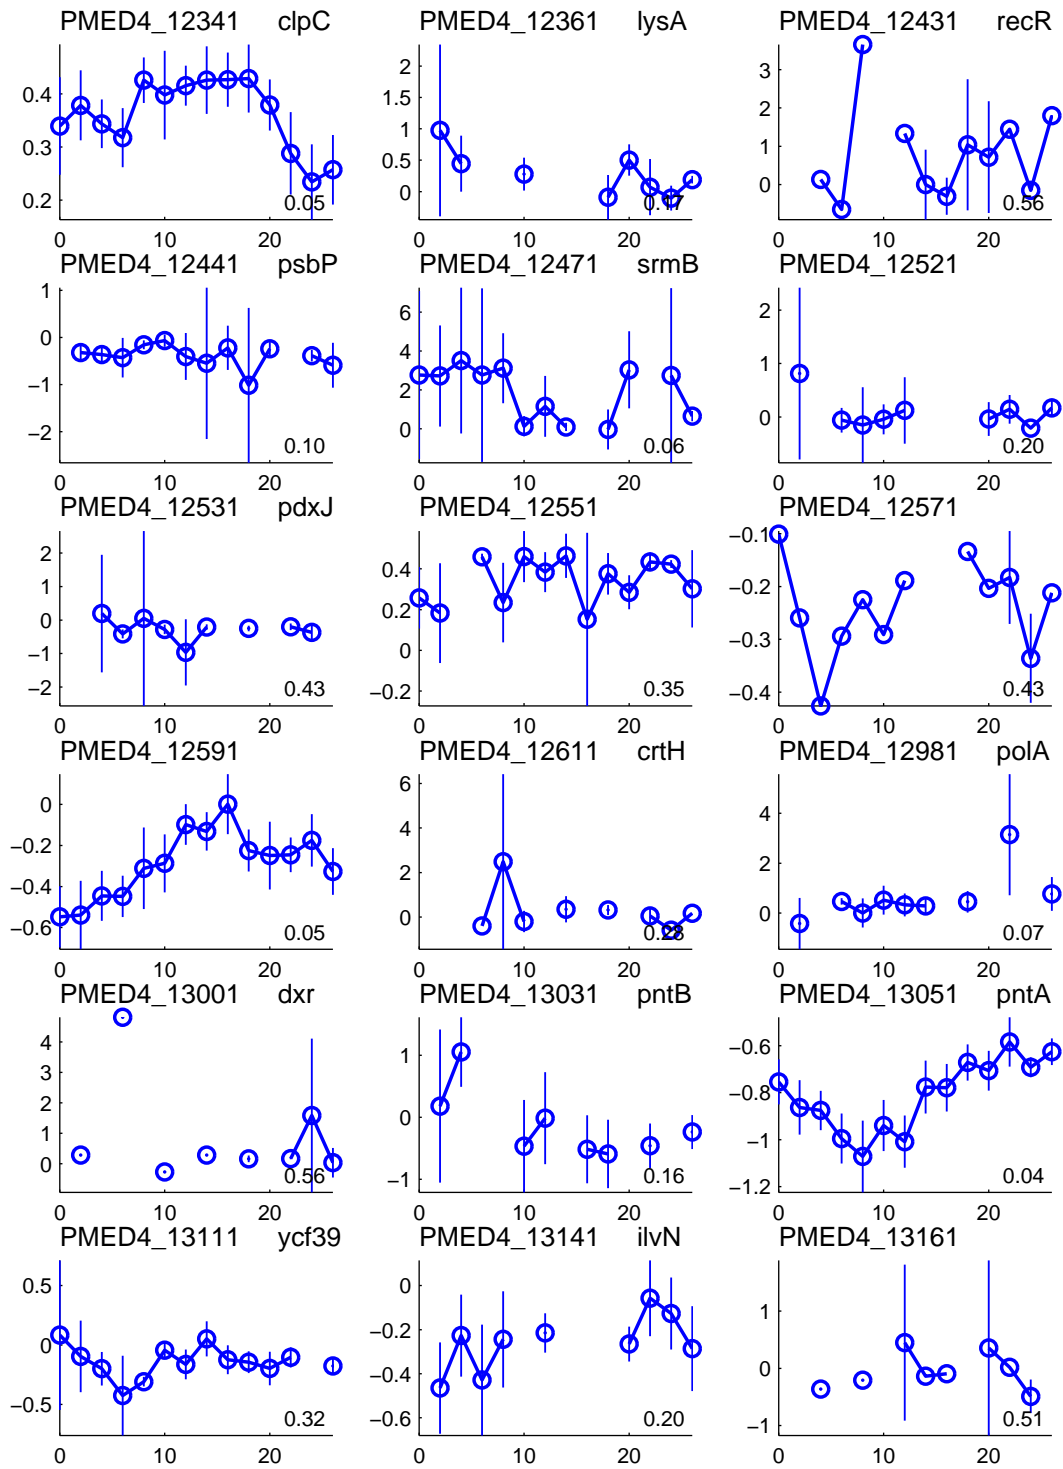 PMED4_12341 clpC PMED4_12361 lysA PMED4_12431 recR
0.4 0.3 0.2 0.05 0 10 20
2 1 0.5 0 0.17 0 10 20
3 2 1 0 0.56 0 10 20
PMED4_12441 psbP PMED4_12471 srmB PMED4_12521
1 0 −1 −2 0.10 0 10 20
6 4 2 0 0.06 0 10 20
2 1 0 0.20 0 10 20
PMED4_12531 pdxJ PMED4_12551 PMED4_12571
2 1 0 −1 −2 0.43 0 10 20
0.4 0.2 0 −0.2 0.35 0 10 20
−0.1 −0.2 −0.3 −0.4 0.43 0 10 20
PMED4_12591 PMED4_12611 crtH PMED4_12981 polA
0 −0.2 −0.4 −0.6 0.05 0 10 20
6 4 2 0 0.23 0 10 20
4 2 0 0.07 0 10 20
PMED4_13001 dxr PMED4_13031 pntB PMED4_13051 pntA
4 3 2 1 0 0.56 0 10 20
1 0 −1 0.16 0 10 20
−0.6 −0.8 −1 −1.2 0.04 0 10 20
PMED4_13111 ycf39 PMED4_13141 ilvN PMED4_13161
0.5 0 −0.5 0.32 0 10 20
0 −0.2 −0.4 −0.6 0.20 0 10 20
1 0 −1 0.51 0 10 20